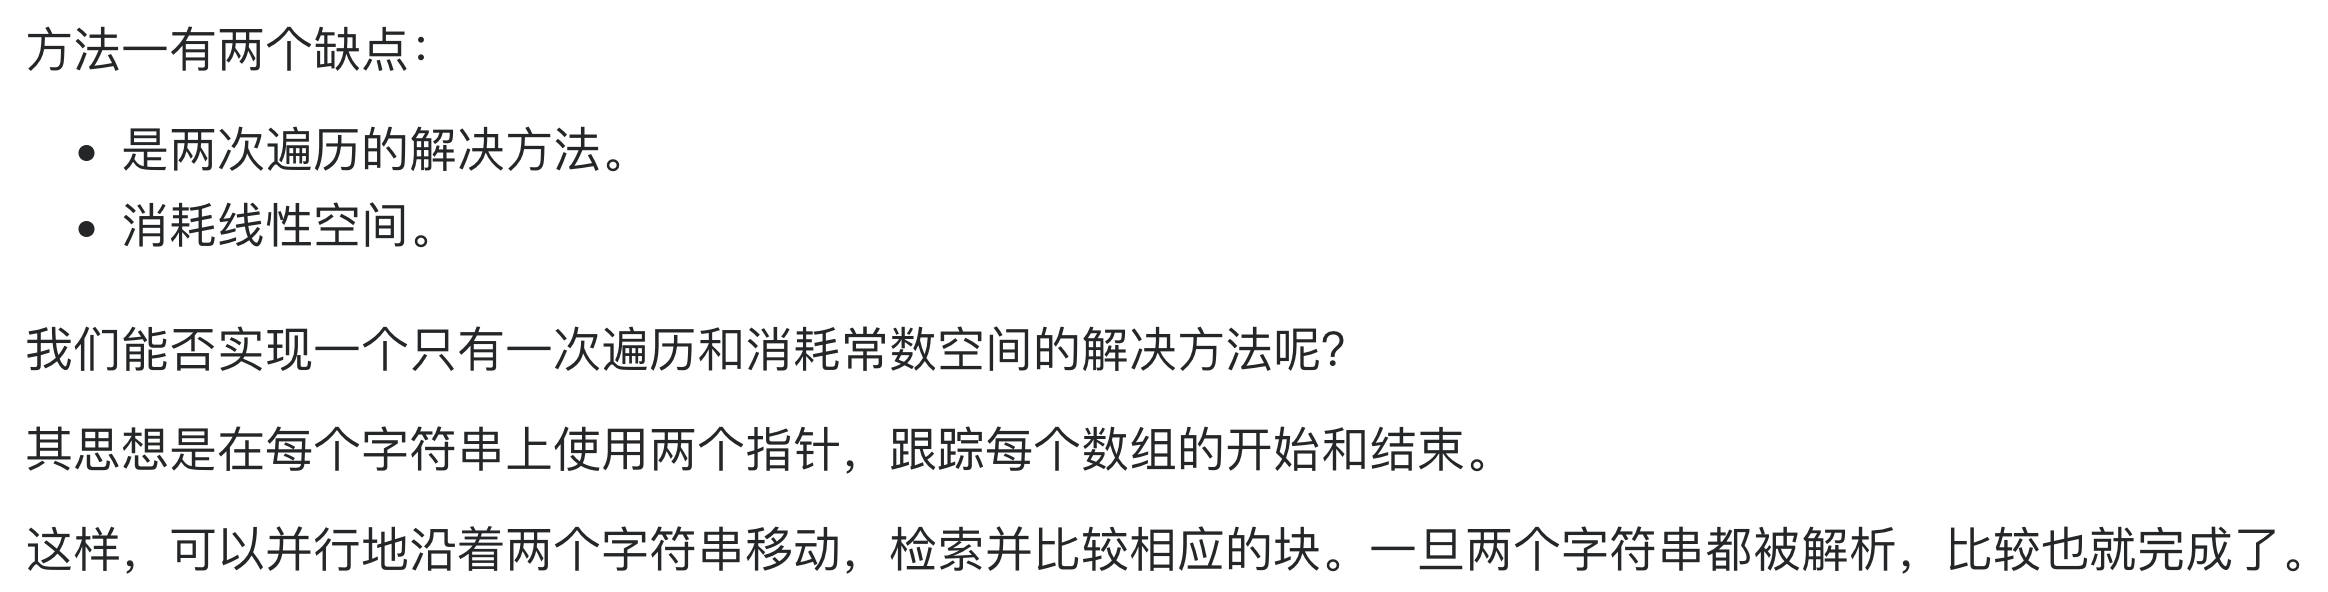 方法一有两个缺点：
• 是两次遍历的解决方法。
• 消耗线性空间。
我们能否实现一个只有一次遍历和消耗常数空间的解决方法呢？
其思想是在每个字符串上使用两个指针，跟踪每个数组的开始和结束。
这样，可以并行地沿着两个字符串移动，检索并比较相应的块。一旦两个字符串都被解析，比较也就完成了。